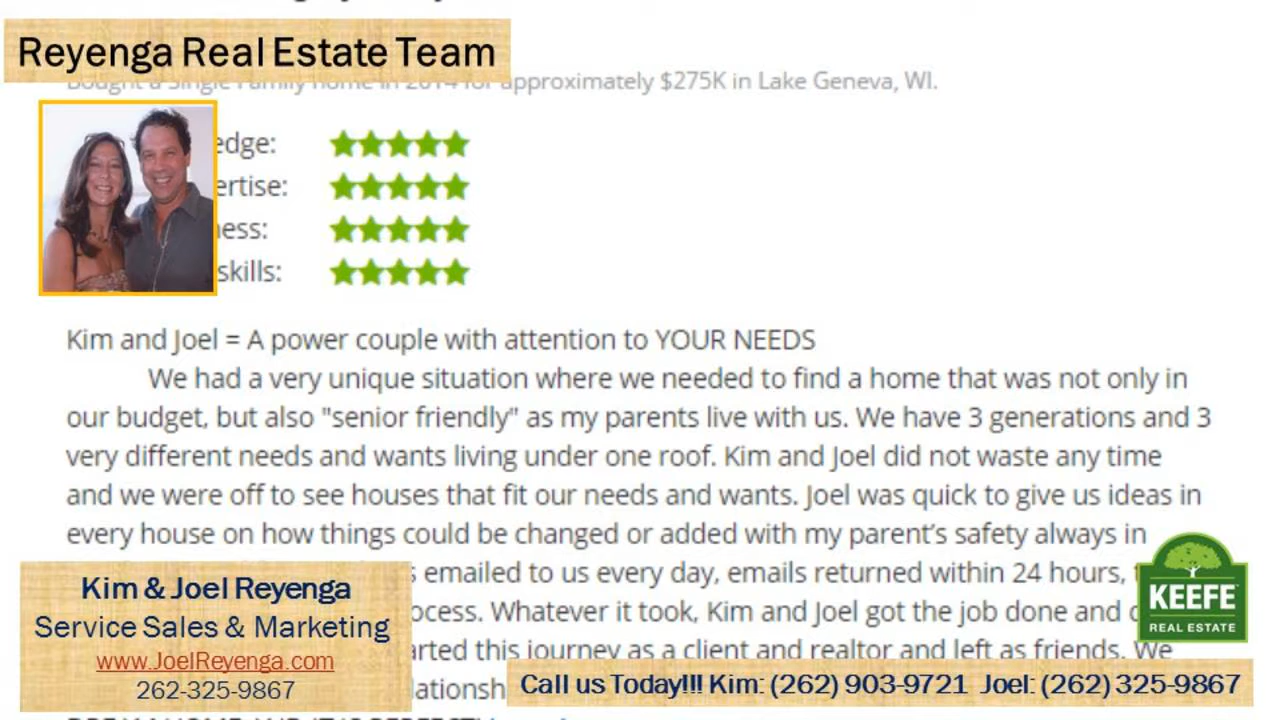 Reyenga Real Estate Team
approximately $275K in Lake Geneva, WI.
edge:
ertise:
ness:
skills:
Kim and Joel = A power couple with attention to YOUR NEEDS
We had a very unique situation where we needed to find a home that was not only in
our budget, but also "senior friendly" as my parents live with us. We have 3 generations and 3
very different needs and wants living under one roof. Kim and Joel did not waste any time
and we were off to see houses that fit our needs and wants. Joel was quick to give us ideas in
every house on how things could be changed or added with my parent’s safety always in
s emailed to us every day, emails returned within 24 hours,
ocess. Whatever it took, Kim and Joel got the job done and
arted this journey as a client and realtor and left as friends. We
lationsh
Kim & Joel Reyenga
Service Sales & Marketing
www.JoelReyenga.com
262-325-9867
KEEFE
REAL ESTATE
Call us Today!!! Kim: (262) 903-9721 Joel: (262) 325-9867